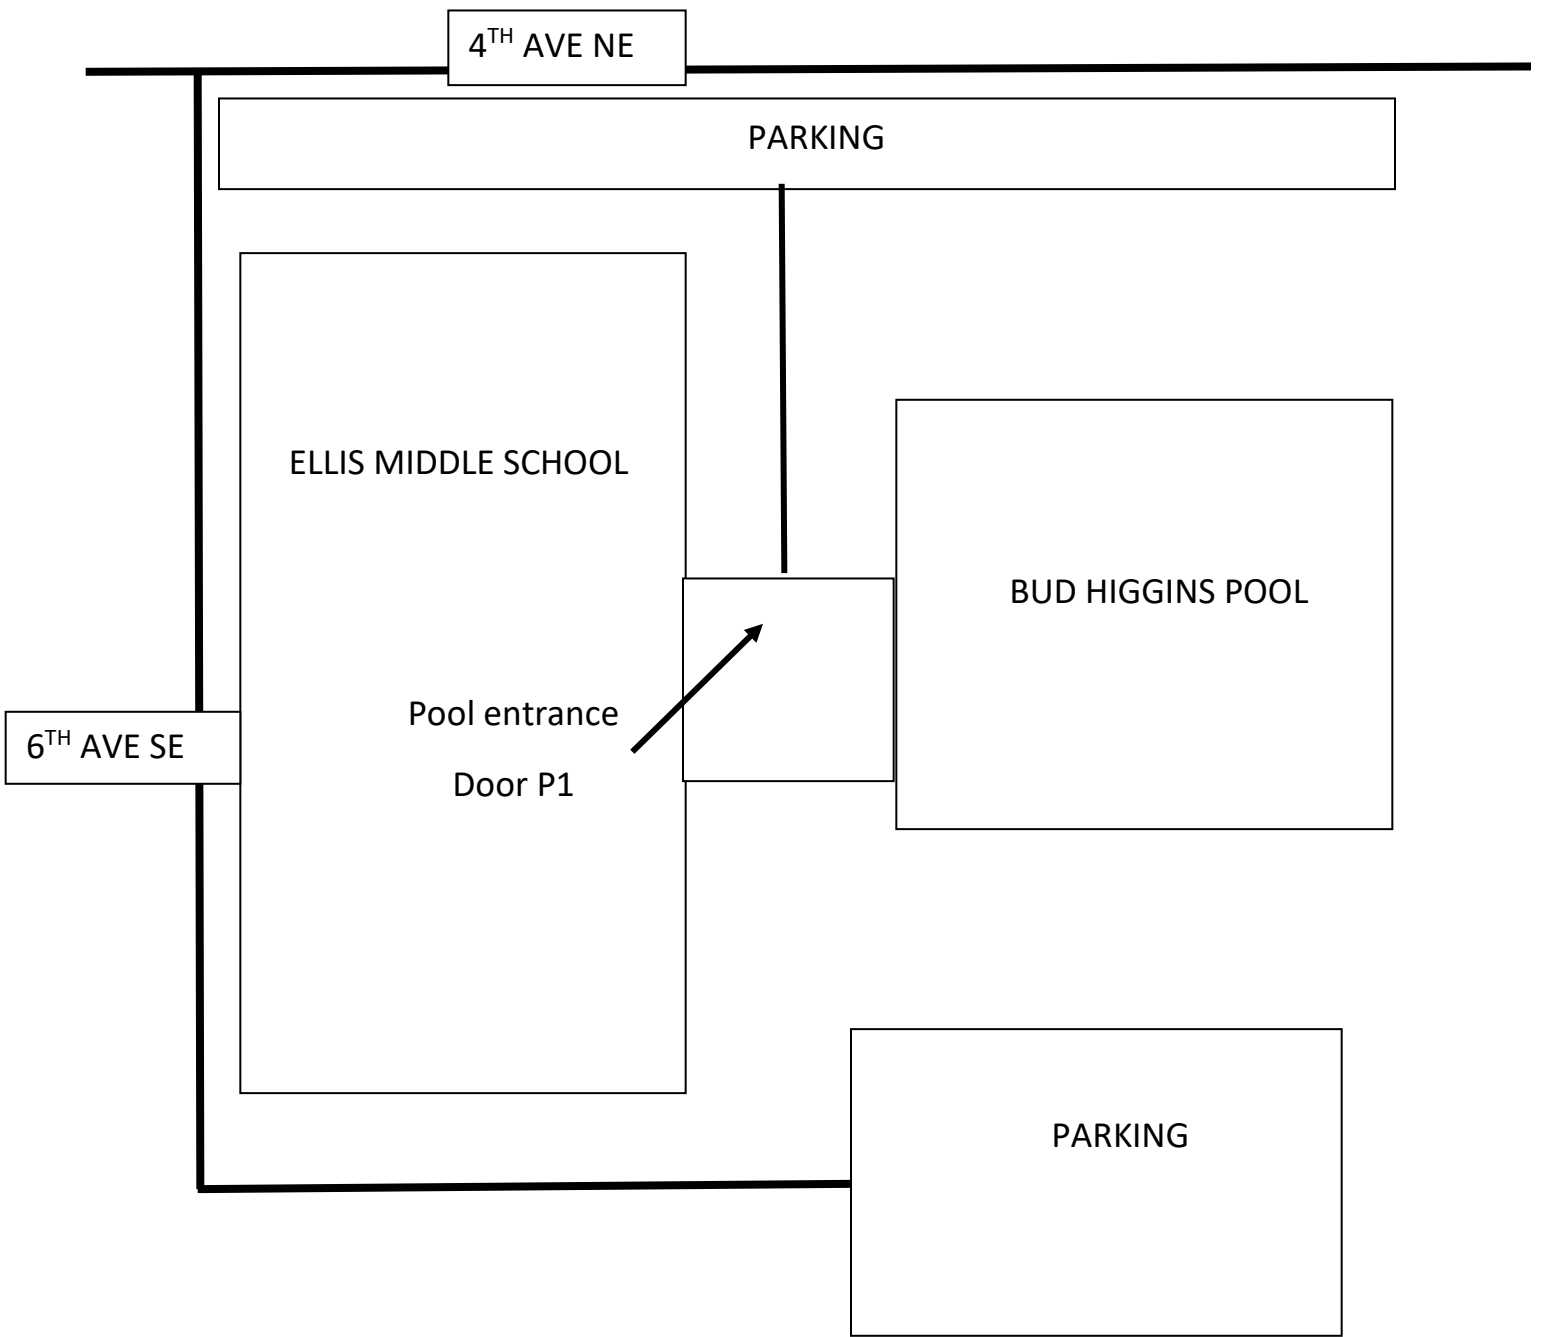 4TH AVE NE
PARKING
ELLIS MIDDLE SCHOOL
BUD HIGGINS POOL
Pool entrance
Door P1
6TH AVE SE
PARKING